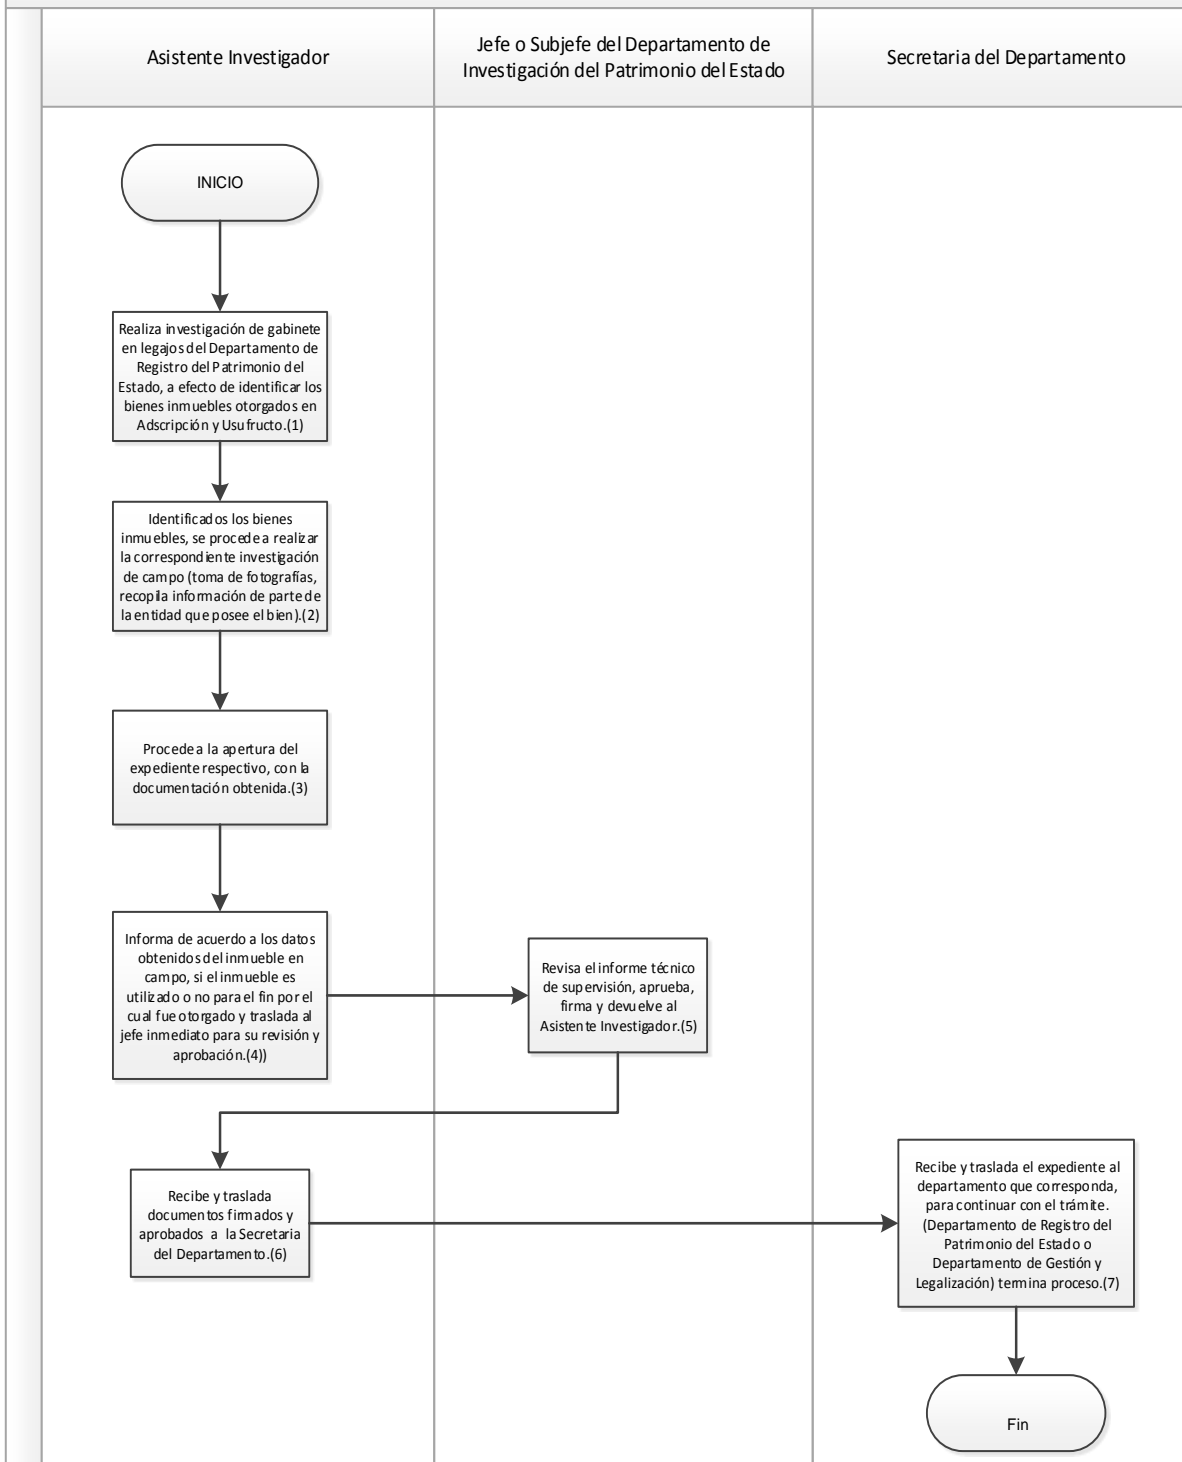 Asistente Investigador
Jefe o Subjefe del Departamento de
Investigación del Patrimonio del Estado
Secretaria del Departamento
INICIO
Realiza investigación de gabinete
en legajos del Departamento de
Registro del Patrimonio del
Estado, a efecto de identificar los
bienes inmuebles otorgados en
Adscripción y Usufructo.(1)
Identificados los bienes
inmuebles, se procede a realizar
la correspondiente investigación
de campo (toma de fotografías,
recopila información de parte de
la entidad que posee el bien).(2)
Procede a la apertura del
expediente respectivo, con la
documentación obtenida.(3)
Informa de acuerdo a los datos
obtenidos del inmueble en
campo, si el inmueble es
utilizado o no para el fin por el
cual fue otorgado y traslada al
jefe inmediato para su revisión y
aprobación.(4))
Revisa el informe técnico
de supervisión, aprueba,
firma y devuelve al
Asistente Investigador.(5)
Recibe y traslada
documentos firmados y
aprobados a la Secretaria
del Departamento.(6)
Recibe y traslada el expediente al
departamento que corresponda,
para continuar con el trámite.
(Departamento de Registro del
Patrimonio del Estado o
Departamento de Gestión y
Legalización) termina proceso.(7)
Fin